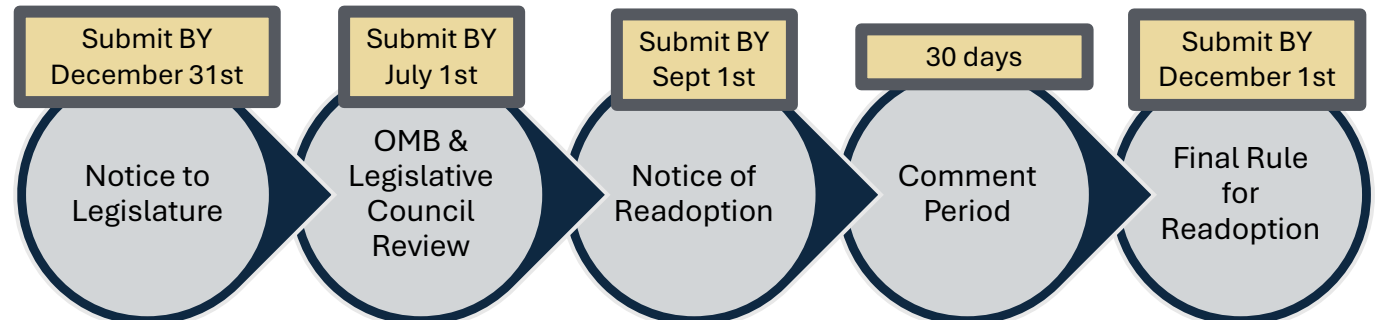 Submit BY
December 31st
Notice to
Legislature
Submit BY
July 1st
OMB &
Legislative
Council
Review
Submit BY
Sept 1st
Notice of
Readoption
30 days
Comment
Period
Submit BY
December 1st
Final Rule
for
Readoption